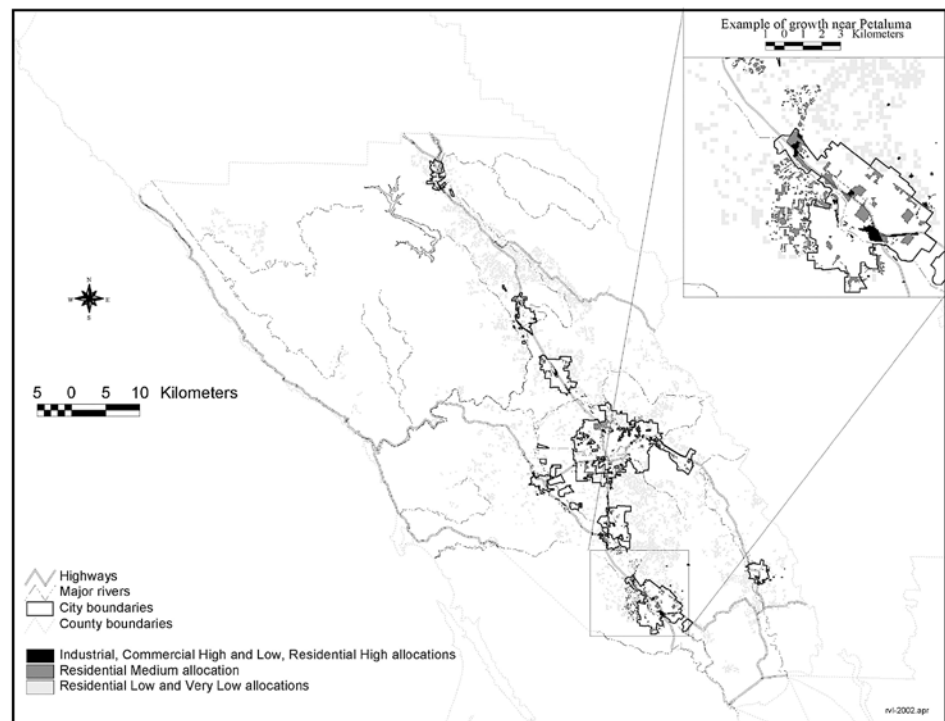 Example of growth near Petaluma
1 0 1 2 3 Kilometers
N
W E
S
5 0 5 10 Kilometers
Highways
Major rivers
City boundaries
County boundaries
Industrial, Commercial High and Low, Residential High allocations
Residential Medium allocation
Residential Low and Very Low allocations
rvl-2002.apr